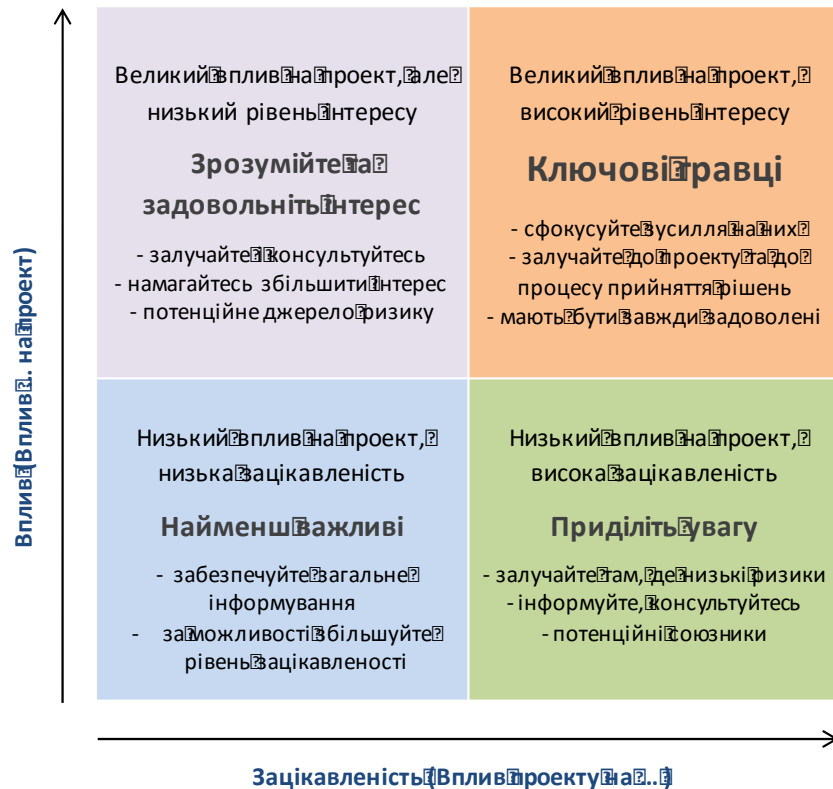 Великий вплив на проект, але
низький рівень інтересу
Зрозумійте та
задовольніть інтерес
- залучайте і консультуйтесь
- намагайтесь збільшити інтерес
- потенційне джерело ризику
Великий вплив на проект,
високий рівень інтересу
Ключові гравці
- сфокусуйте зусилля на них
- залучайте до проекту та до
процесу прийняття рішень
- мають бути завжди задоволені
Вплив (Вплив … на проект)
Низький вплив на проект,
низька зацікавленість
Найменш важливі
- забезпечуйте загальне
інформування
- за можливості збільшуйте
рівень зацікавленості
Низький вплив на проект,
висока зацікавленість
Приділіть увагу
- залучайте там, де низькі ризики
- інформуйте, консультуйтесь
- потенційні союзники
Зацікавленість (Вплив проекту на …)